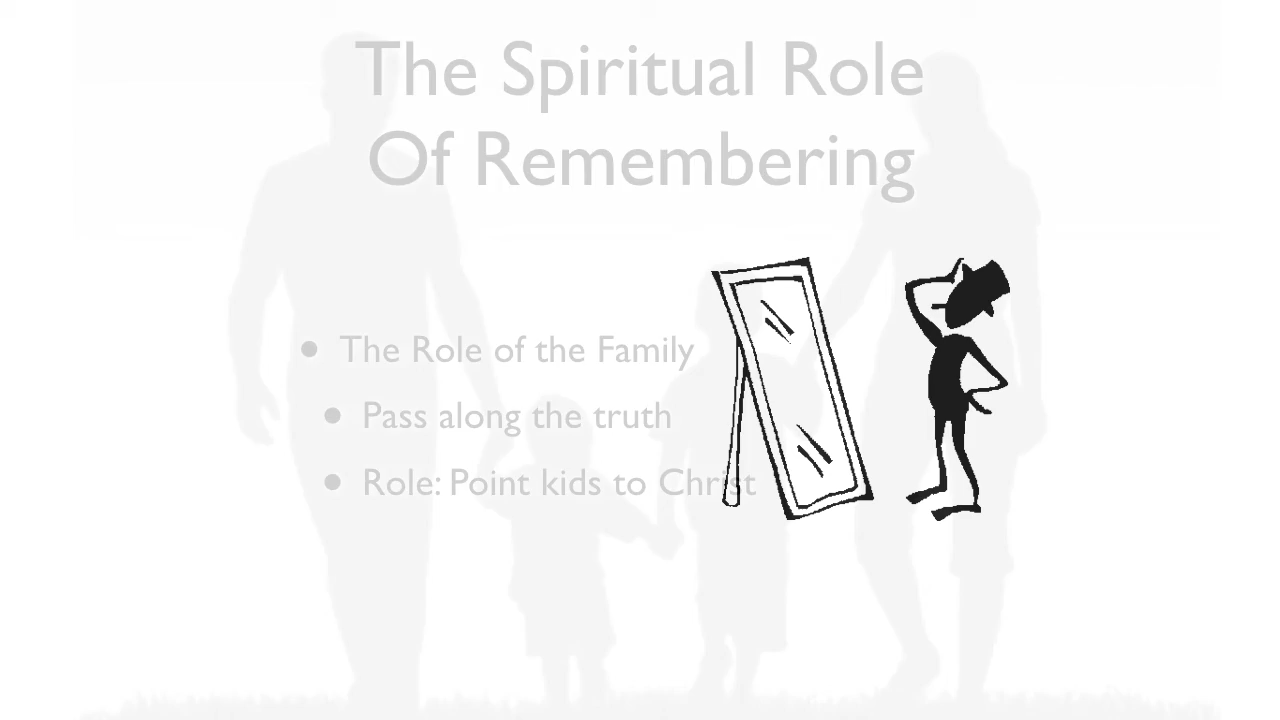 The Spiritual Role
Of Remembering
• The Role of the Family
• Pass along the truth
• Role: Point kids to Christ